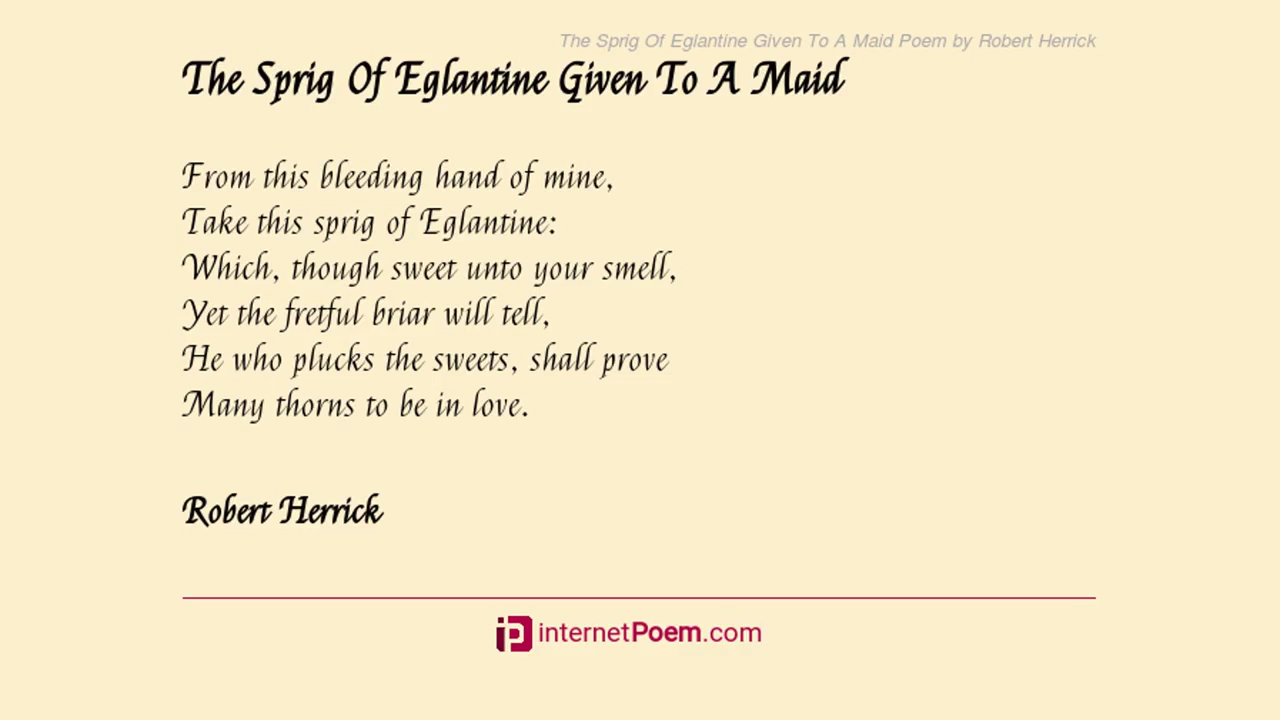 The Sprig Of Eglantine Given To A Maid Poem by Robert Herrick
The Sprig Of Eglantine Given To A Maid
From this bleeding hand of mine,
Take this sprig of Eglantine:
Which, though sweet unto your smell,
Yet the fretful briar will tell,
He who plucks the sweets, shall prove
Many thorns to be in love.
Robert Herrick
internetPoem.com